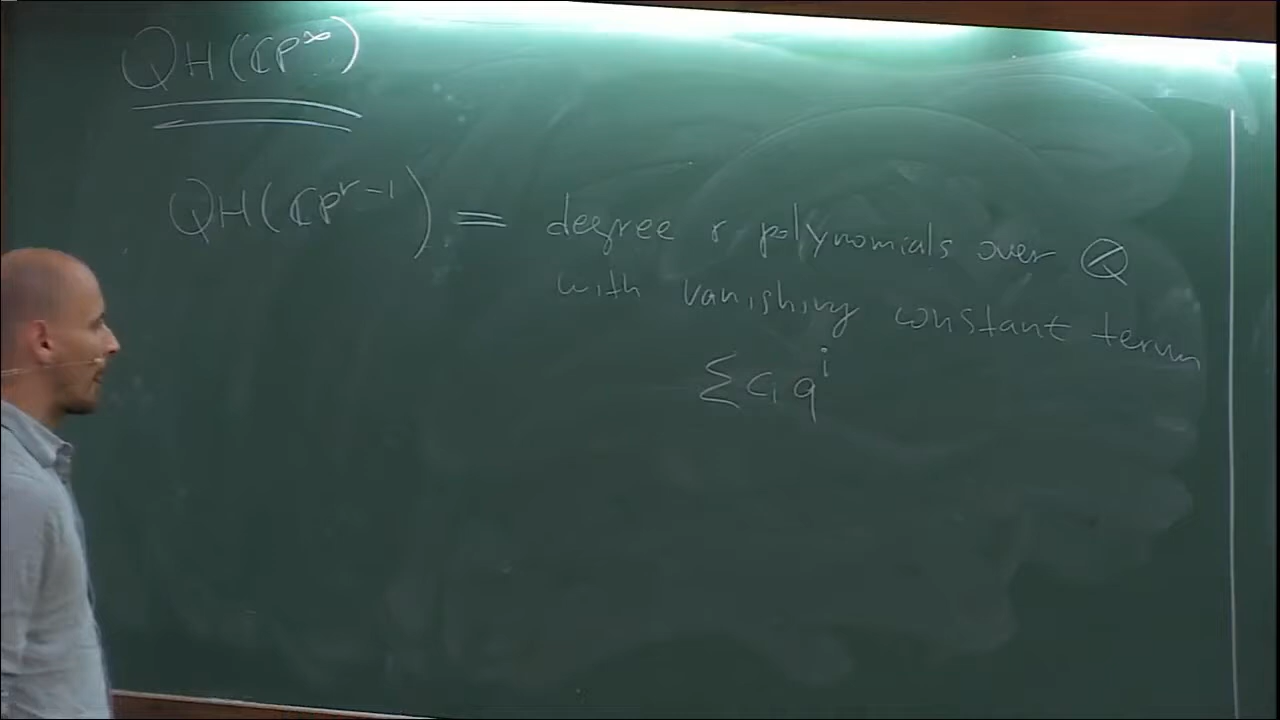 QH(ℂP^∞)
QH(ℂP^{r-1}) = degree r polynomials over ℚ
with vanishing constant term
∑ c_i q^i